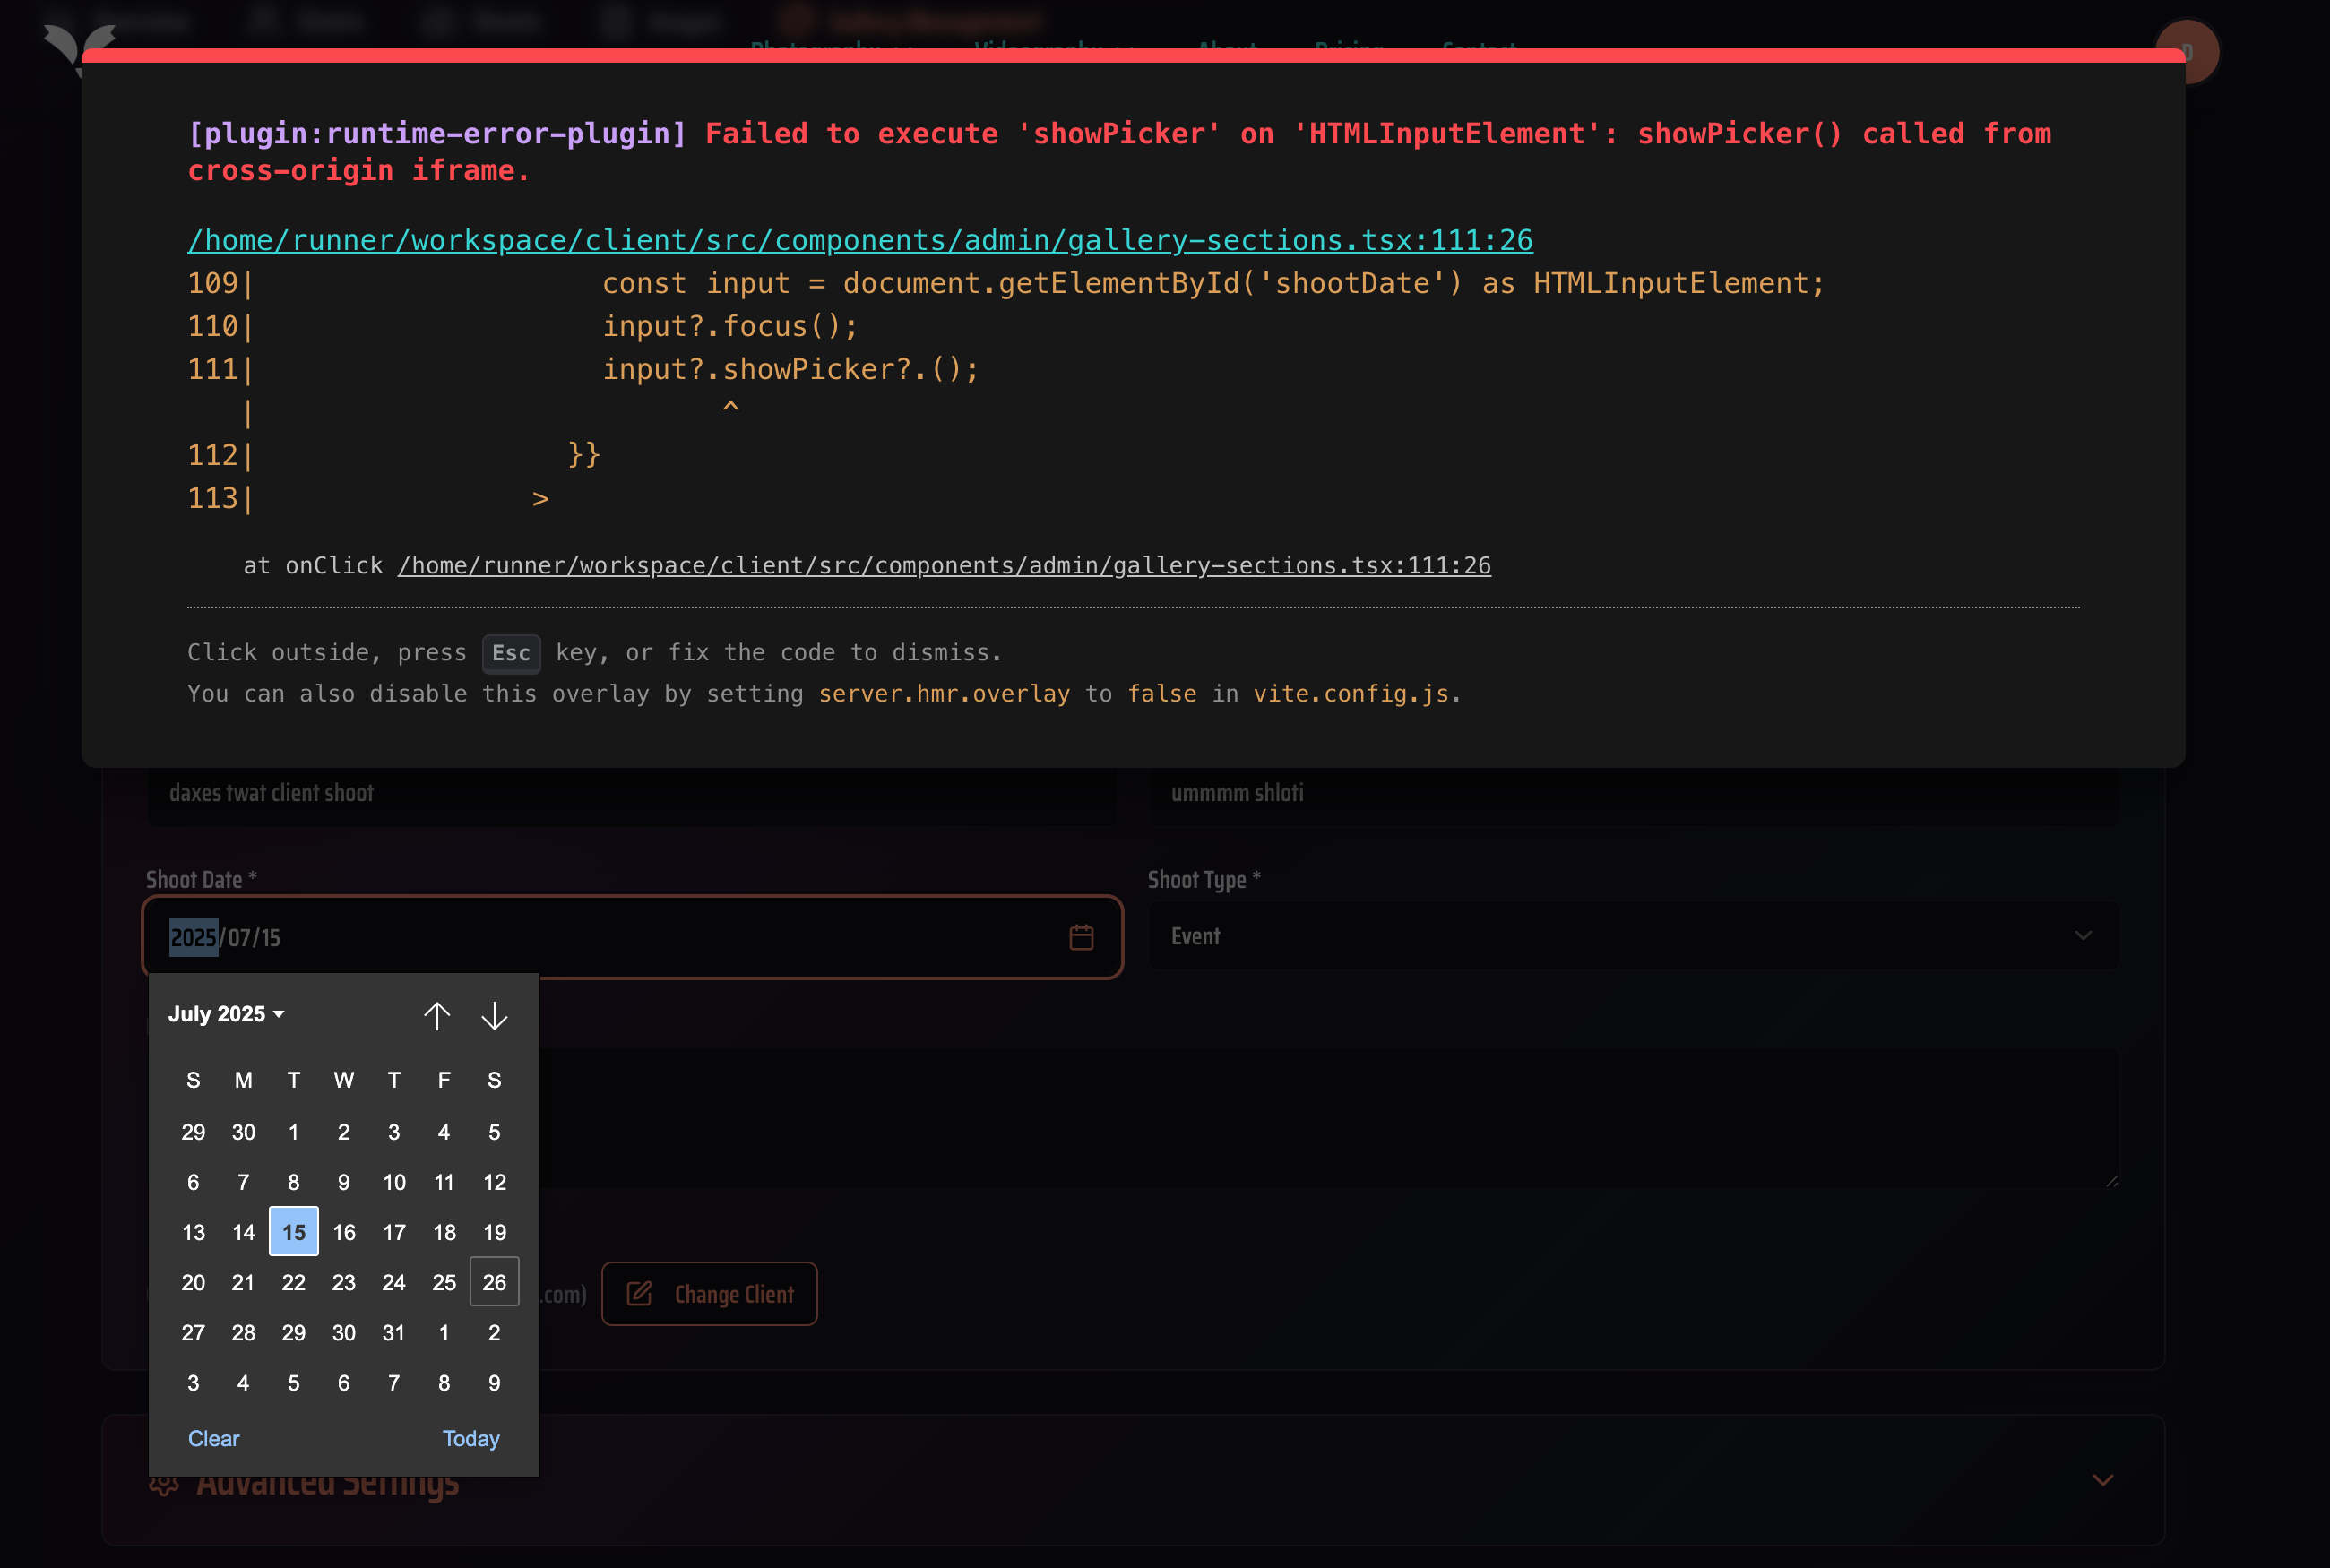 [plugin:runtime-error-plugin] Failed to execute 'showPicker' on 'HTMLInputElement': showPicker() called from
cross-origin iframe.
/home/runner/workspace/client/src/components/admin/gallery-sections.tsx:111:26
109|                    const input = document.getElementById('shootDate') as HTMLInputElement;
110|                    input?.focus();
111|                    input?.showPicker?.();
   |                           ^
112|                  }}
113|                >
at onClick /home/runner/workspace/client/src/components/admin/gallery-sections.tsx:111:26
Click outside, press Esc key, or fix the code to dismiss.
You can also disable this overlay by setting server.hmr.overlay to false in vite.config.js.
daxes twat client shoot ummmm shloti
Shoot Date * Shoot Type *
2025/07/15 Event
July 2025
S M T W T F S
29 30 1 2 3 4 5
6 7 8 9 10 11 12
13 14 15 16 17 18 19
20 21 22 23 24 25 26
.com) Change Client
27 28 29 30 31 1 2
3 4 5 6 7 8 9
Clear Today
Advanced Settings